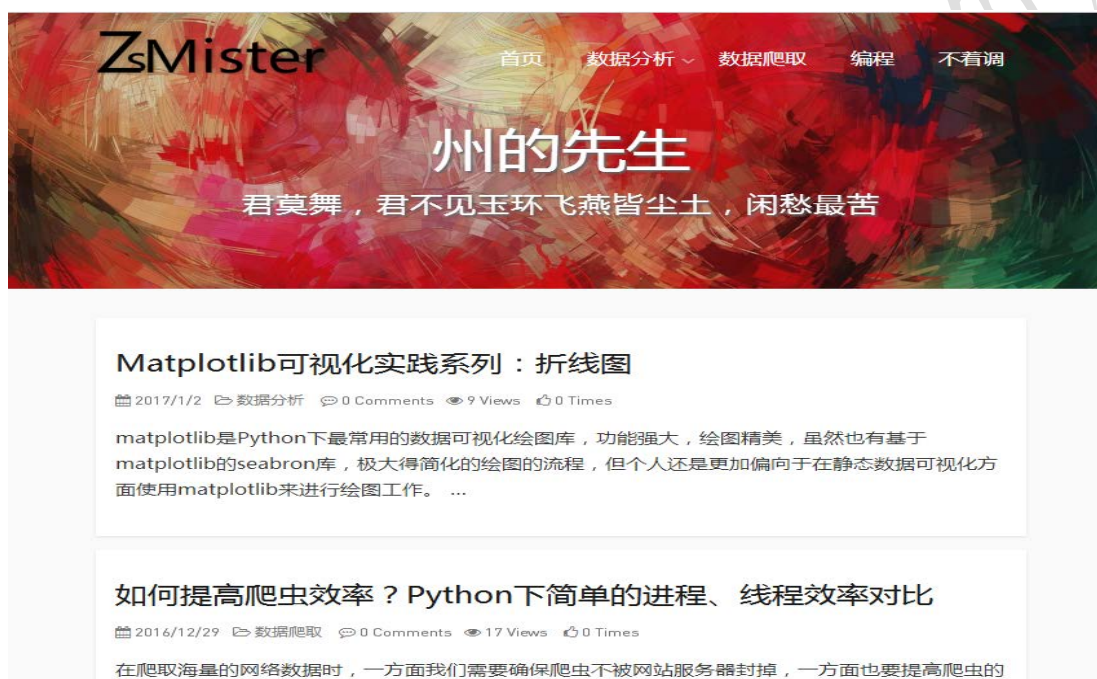 ZsMister
首页 数据分析 数据爬取 编程 不着调
州的先生
君莫舞，君不见玉环飞燕皆尘土，闲愁最苦
Matplotlib可视化实践系列：折线图
2017/1/2 数据分析 0 Comments 9 Views 0 Times
matplotlib是Python下最常用的数据可视化绘图库，功能强大，绘图精美，虽然也有基于
matplotlib的seabron库，极大得简化的绘图的流程，但个人还是更加偏向于在静态数据可视化方
面使用matplotlib来进行绘图工作。 ...
如何提高爬虫效率？Python下简单的进程、线程效率对比
2016/12/29 数据爬取 0 Comments 17 Views 0 Times
在爬取海量的网络数据时，一方面我们需要确保爬虫不被网站服务器封掉，一方面也要提高爬虫的